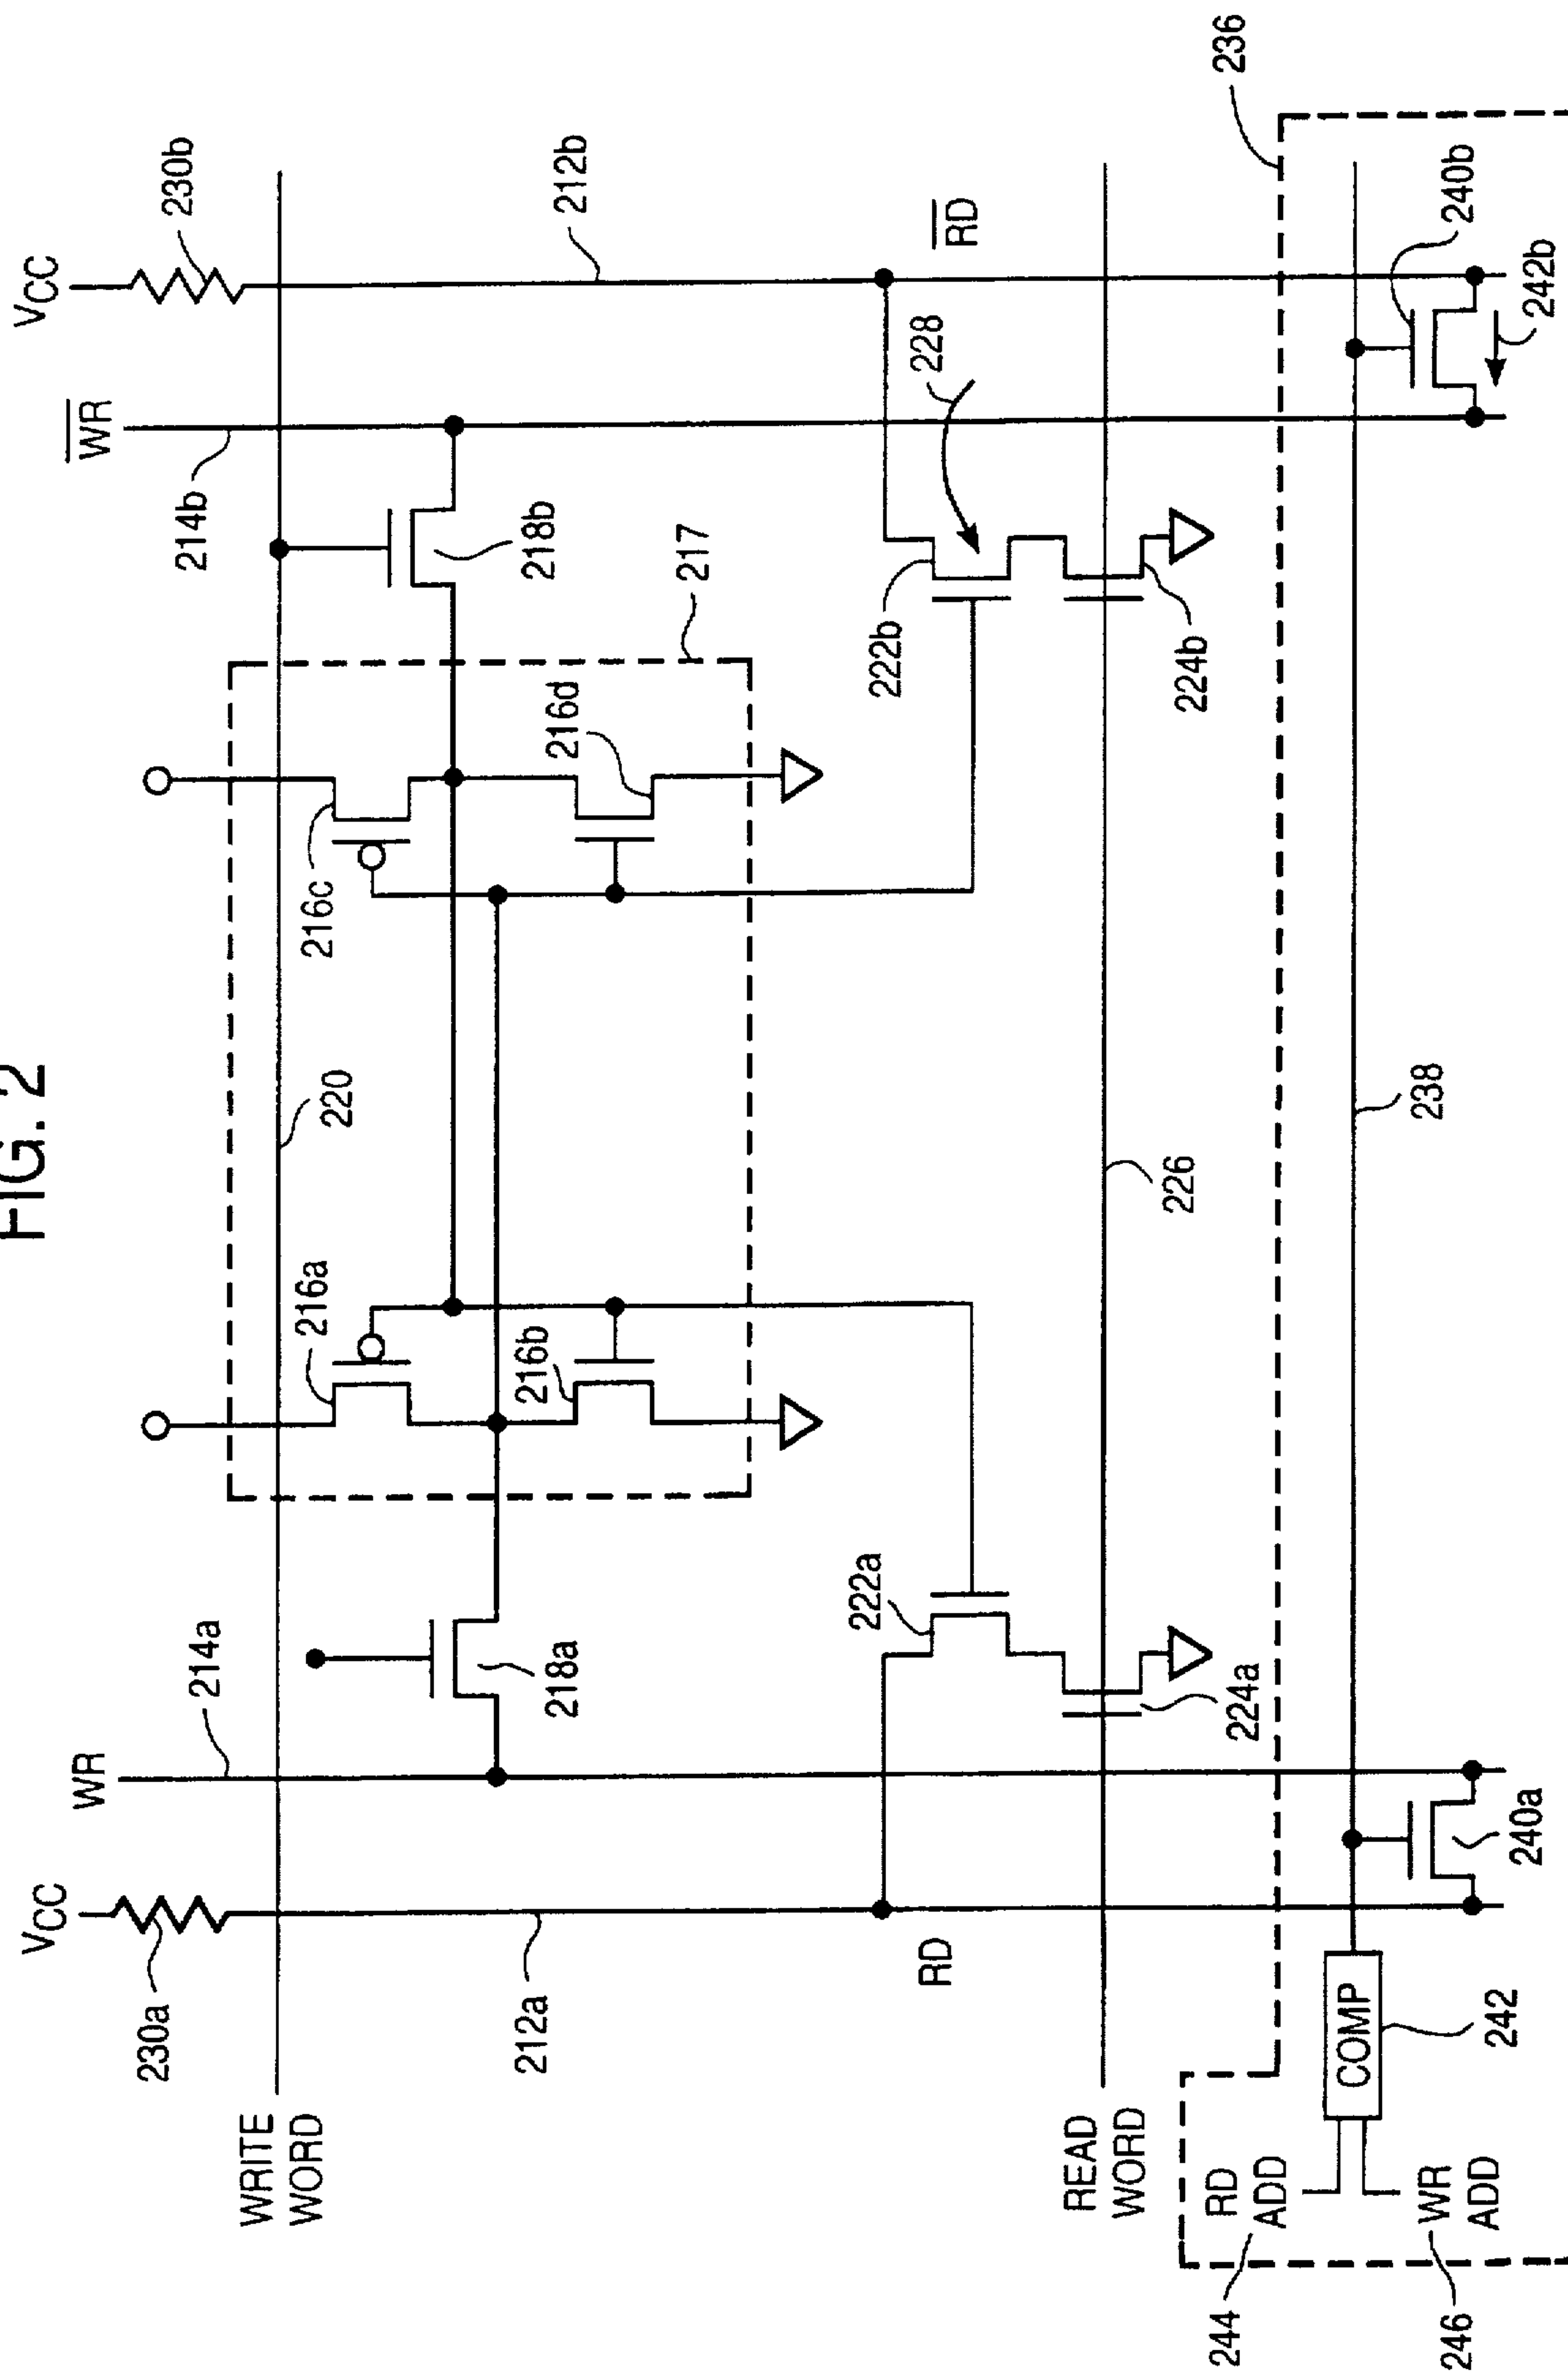 FIG. 2
VCC
WR
WR
VCC
230a
214a
220
214b
230b
WRITE
WORD
216a
216c
218b
212a
218a
216b
216d
217
212b
222a
222b
228
RD
RD
READ
WORD
224a
226
224b
236
RD
ADD
244
COMP
242
238
240b
WR
ADD
246
240a
242b